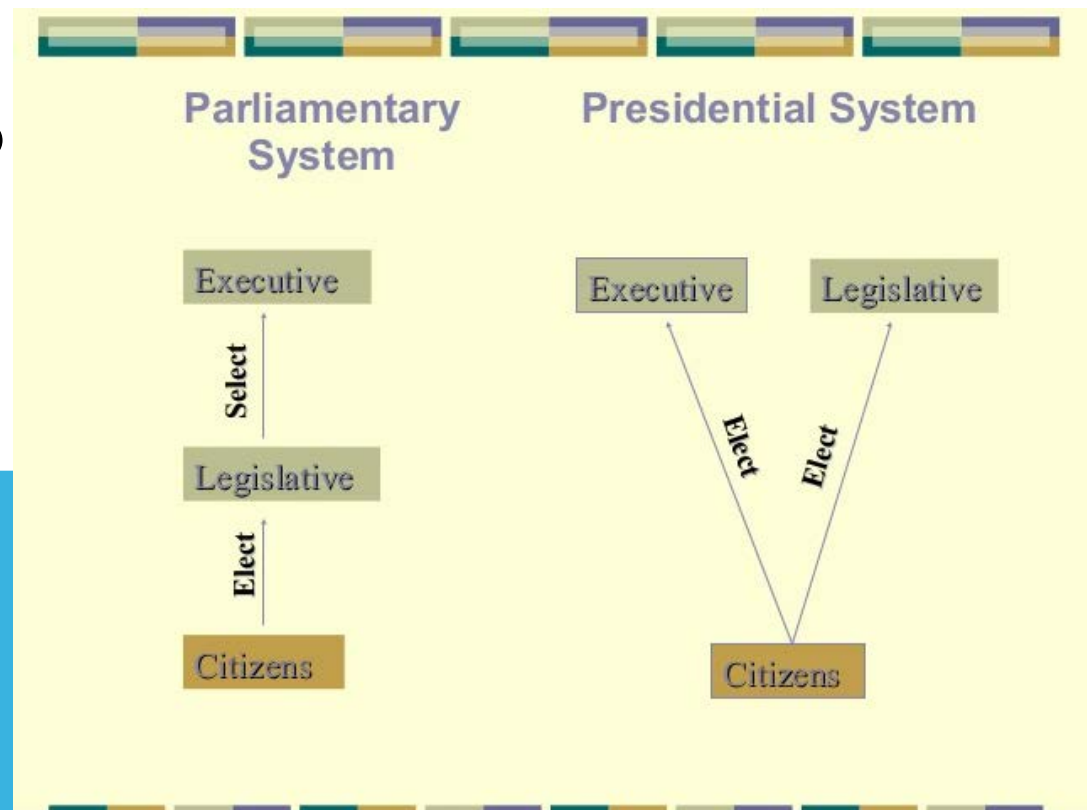 Parliamentary
System
Executive
Select
Legislative
Elect
Citizens
Presidential System
Executive
Legislative
Elect
Elect
Citizens